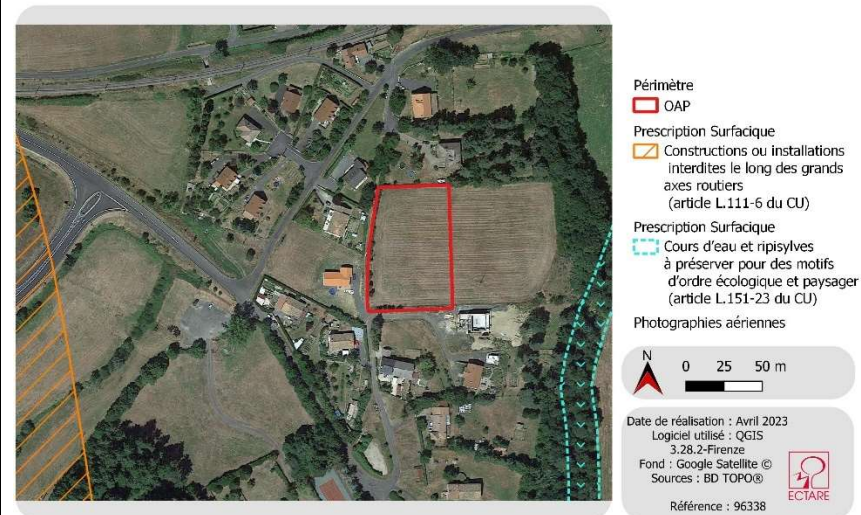 Périmètre
OAP
Prescription Surfacique
Constructions ou installations
interdites le long des grands
axes routiers
(article L.111-6 du CU)
Prescription Surfacique
Cours d'eau et ripisylves
à préserver pour des motifs
d'ordre écologique et paysager
(article L.151-23 du CU)
Photographies aériennes
N
0 25 50 m
Date de réalisation : Avril 2023
Logiciel utilisé : QGIS
3.28.2-Firenze
Fond : Google Satellite ©
Sources : BD TOPO®
ECTARE
Référence : 96338